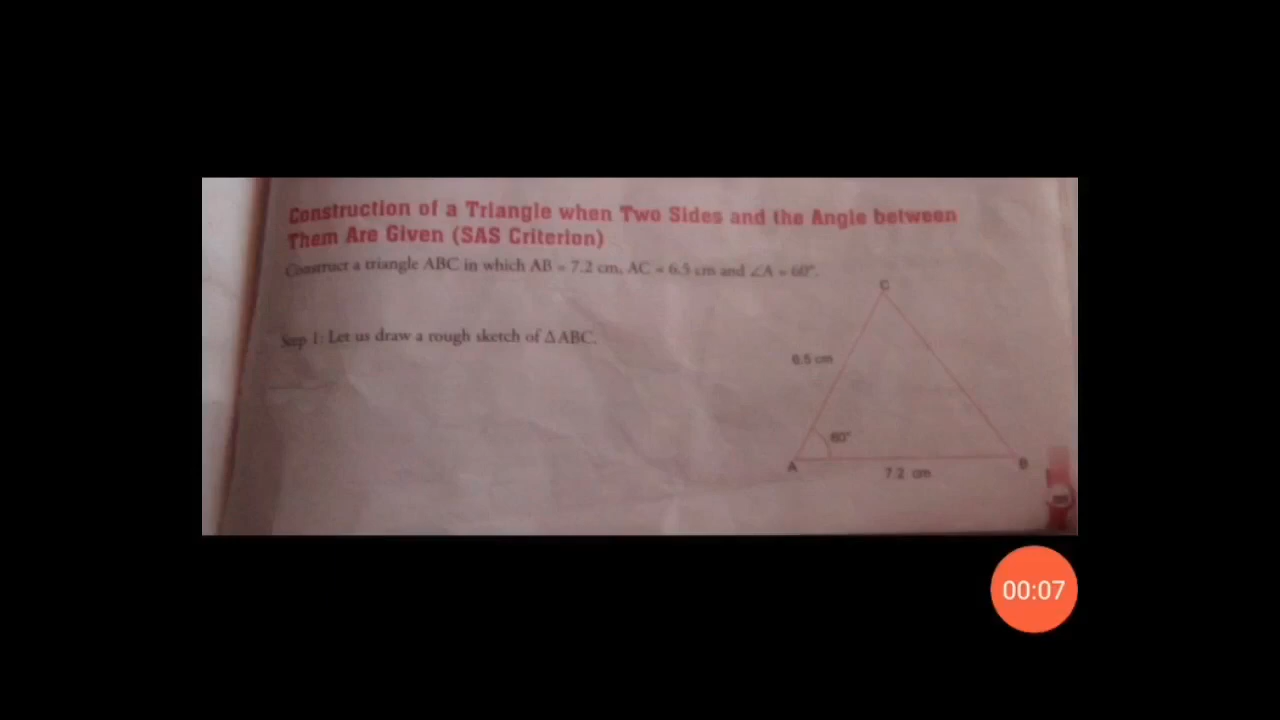 Construction of a Triangle when Two Sides and the Angle between
Them Are Given (SAS Criterion)
Construct a triangle ABC in which AB = 7.2 cm, AC = 6.5 cm and ∠A = 60°.
Step 1: Let us draw a rough sketch of ΔABC.
C
6.5 cm
60°
A
B
7.2 cm
00:07